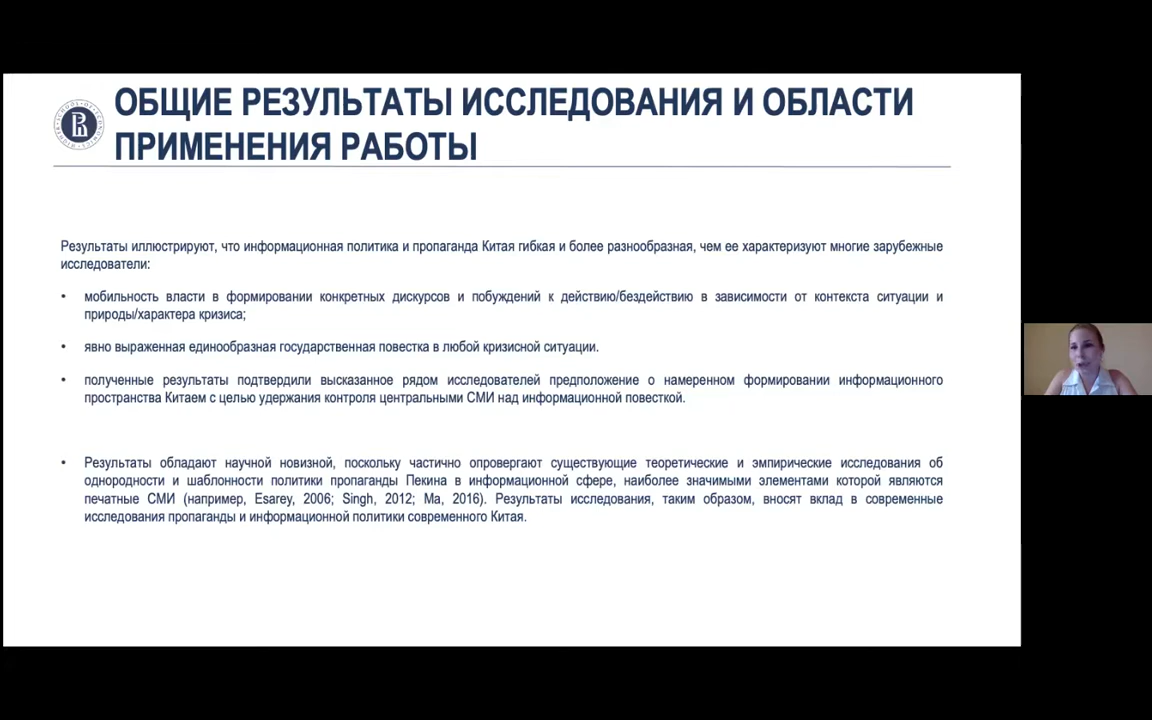 ОБЩИЕ РЕЗУЛЬТАТЫ ИССЛЕДОВАНИЯ И ОБЛАСТИ
ПРИМЕНЕНИЯ РАБОТЫ
Результаты иллюстрируют, что информационная политика и пропаганда Китая гибкая и более разнообразная, чем ее характеризуют многие зарубежные
исследователи:
• мобильность власти в формировании конкретных дискурсов и побуждений к действию/бездействию в зависимости от контекста ситуации и
природы/характера кризиса;
• явно выраженная единообразная государственная повестка в любой кризисной ситуации.
• полученные результаты подтвердили высказанное рядом исследователей предположение о намеренном формировании информационного
пространства Китаем с целью удержания контроля центральными СМИ над информационной повесткой.
• Результаты обладают научной новизной, поскольку частично опровергают существующие теоретические и эмпирические исследования об
однородности и шаблонности политики пропаганды Пекина в информационной сфере, наиболее значимыми элементами которой являются
печатные СМИ (например, Esarey, 2006; Singh, 2012; Ma, 2016). Результаты исследования, таким образом, вносят вклад в современные
исследования пропаганды и информационной политики современного Китая.